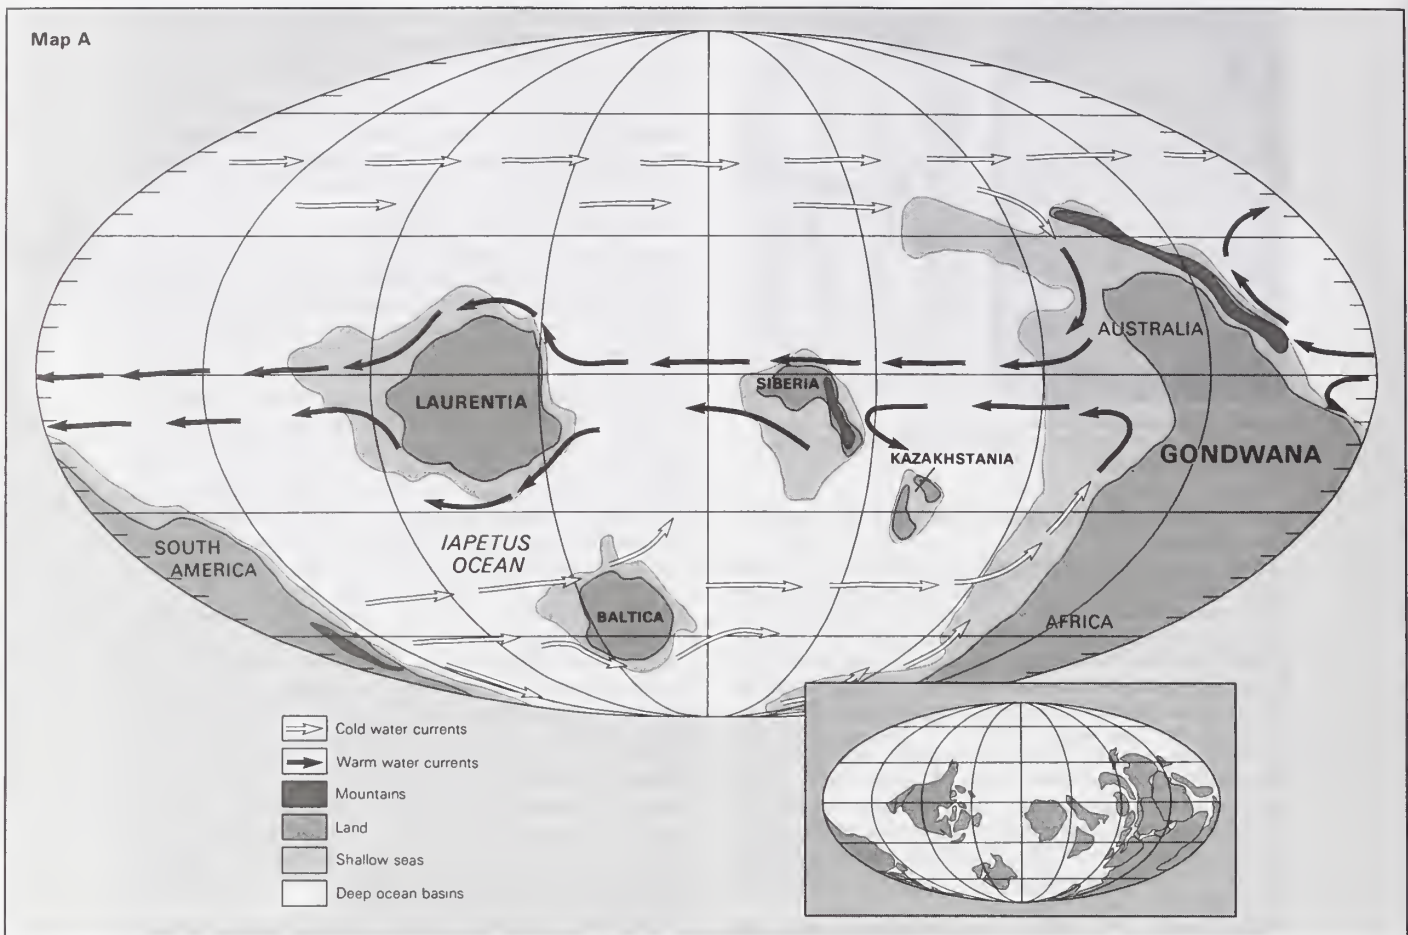 Map A
AUSTRALIA
LAURENTIA
SIBERIA
GONDWANA
KAZAKHSTANIA
IAPETUS
OCEAN
SOUTH
AMERICA
BALTICA
AFRICA
Cold water currents
Warm water currents
Mountains
Land
Shallow seas
Deep ocean basins